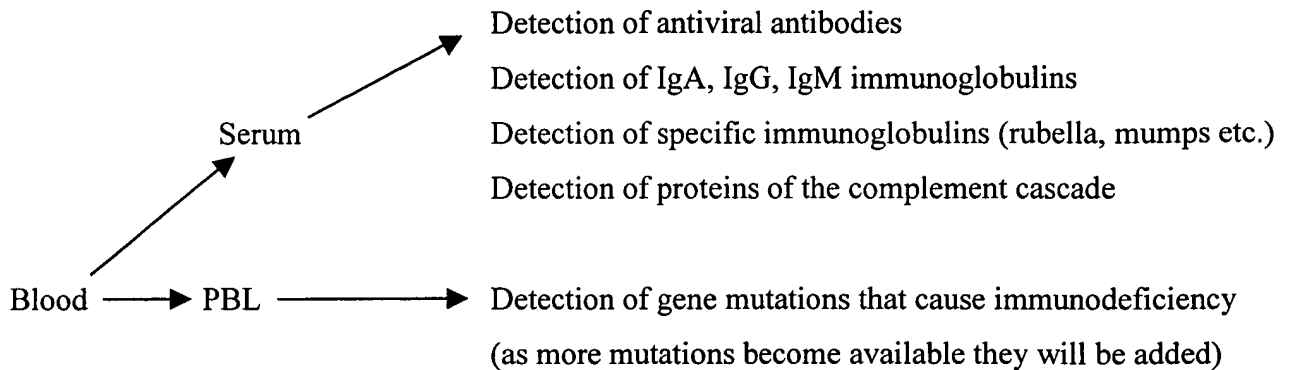 Detection of antiviral antibodies
Detection of IgA, IgG, IgM immunoglobulins
Serum
Detection of specific immunoglobulins (rubella, mumps etc.)
Detection of proteins of the complement cascade
Blood
PBL
Detection of gene mutations that cause immunodeficiency
(as more mutations become available they will be added)